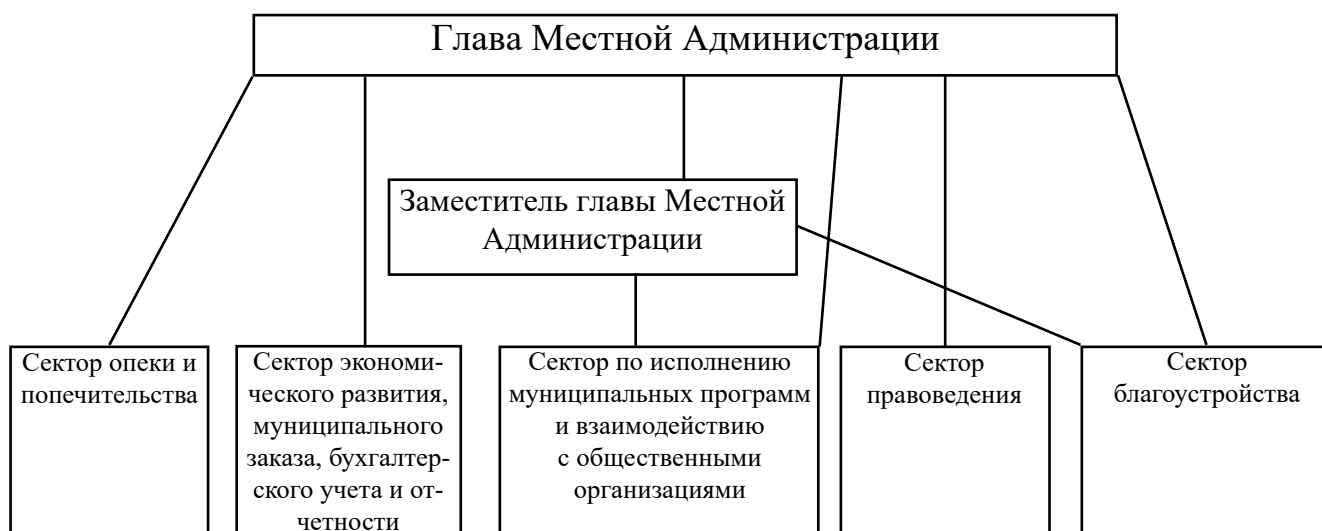 Глава Местной Администрации
Заместитель главы Местной
Администрации
Сектор опеки и
попечительства
Сектор экономи-
ческого развития,
муниципального
заказа, бухгалтер-
ского учета и от-
четности
Сектор по исполнению
муниципальных программ
и взаимодействию
с общественными
организациями
Сектор
правоведения
Сектор
благоустройства